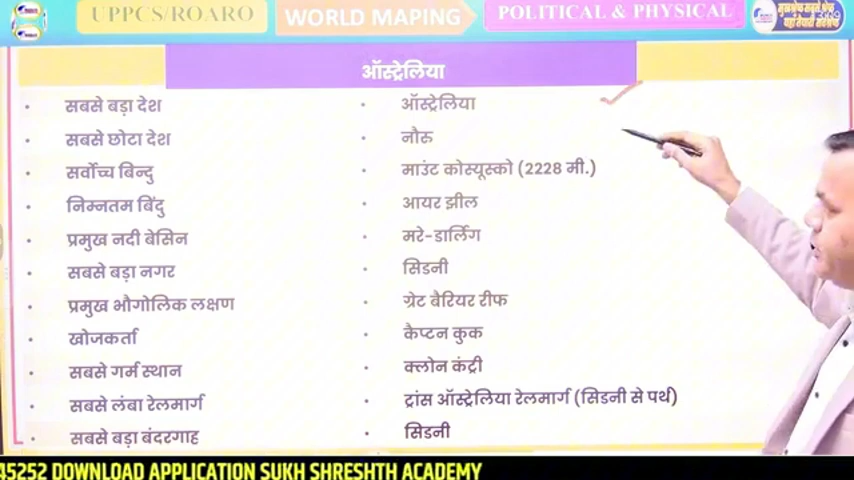 UPPCS/ROARO
WORLD MAPING
POLITICAL & PHYSICAL
ऑस्ट्रेलिया
• सबसे बड़ा देश • ऑस्ट्रेलिया
• सबसे छोटा देश • नौरु
• सर्वोच्च बिन्दु • माउंट कोस्यूस्को (2228 मी.)
• निम्नतम बिंदु • आयर झील
• प्रमुख नदी बेसिन • मरे-डार्लिंग
• सबसे बड़ा नगर • सिडनी
• प्रमुख भौगोलिक लक्षण • ग्रेट बैरियर रीफ
• खोजकर्ता • कैप्टन कुक
• सबसे गर्म स्थान • क्लोन कंट्री
• सबसे लंबा रेलमार्ग • ट्रांस ऑस्ट्रेलिया रेलमार्ग (सिडनी से पर्थ)
• सबसे बड़ा बंदरगाह • सिडनी
45252 DOWNLOAD APPLICATION SUKH SHRESHTH ACADEMY